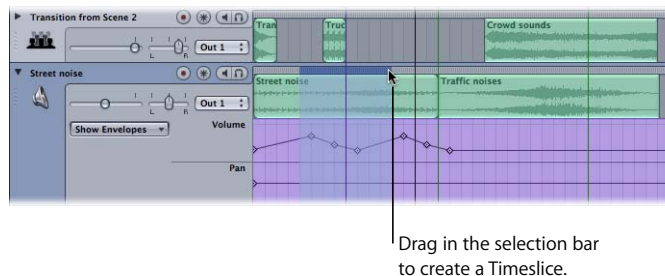 Transition from Scene 2
L R
Out 1
Tran
Truc
Crowd sounds
Street noise
L R
Out 1
Show Envelopes
Volume
Pan
Street noise
Traffic noises
Drag in the selection bar
to create a Timeslice.